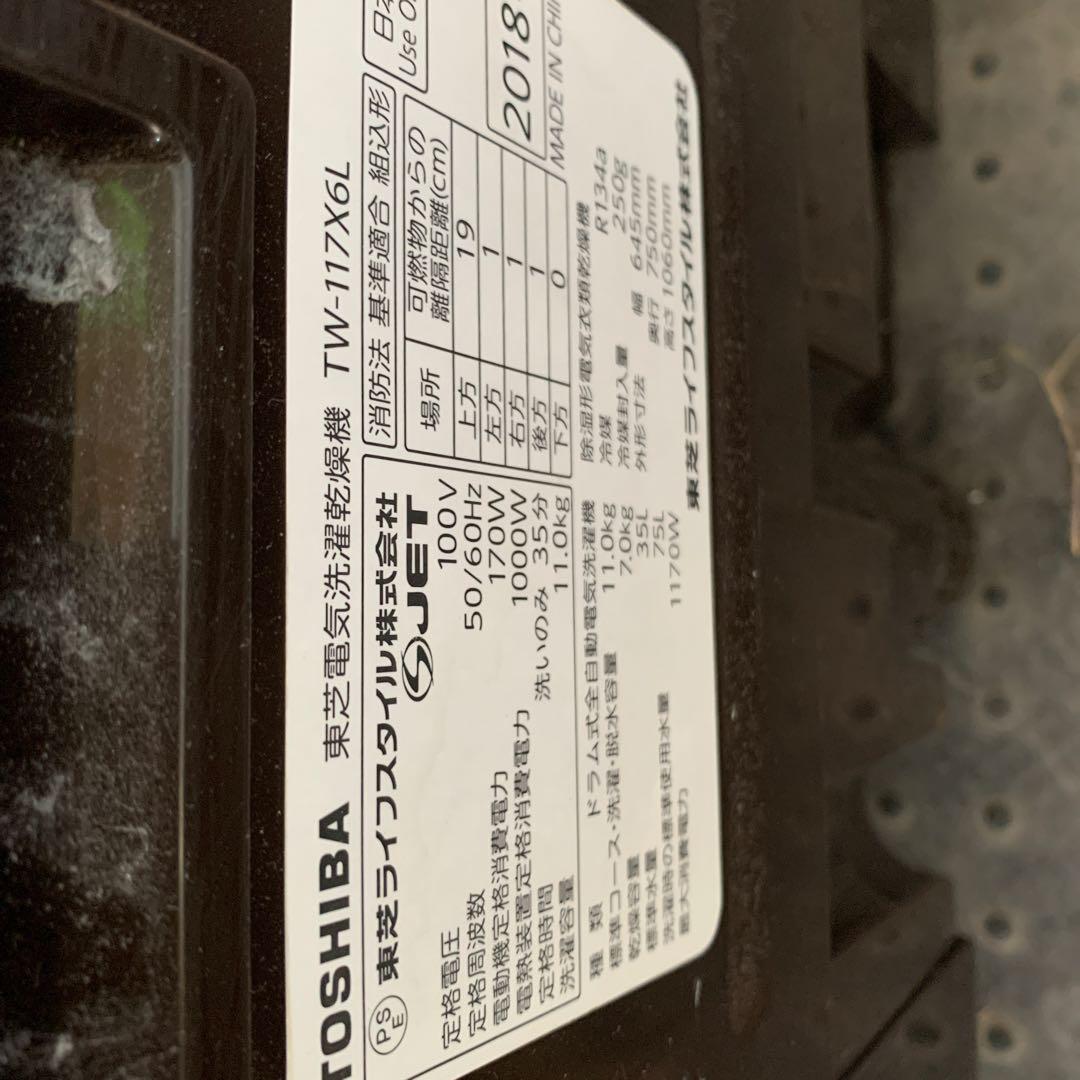 TOSHIBA 東芝電気洗濯乾燥機 TW-117X6L
PSE 東芝ライフスタイル株式会社
JET
定格電圧 100V
定格周波数 50/60Hz
電動機定格消費電力 170W
電熱装置定格消費電力 1000W
定格時間 洗いのみ 35分
洗濯容量 11.0kg
種 類 ドラム式全自動電気洗濯機
標準コース・洗濯・脱水容量 11.0kg
乾燥容量 7.0kg
標準水量 35L
洗濯時の標準使用水量 75L
最大消費電力 1170W
消防法 基準適合 組込形
場所 可燃物からの離隔距離(cm)
上方 19
左方 1
右方 1
後方 1
下方 0
除湿形電気衣類乾燥機
冷媒 R134a
冷媒封入量 250g
外形寸法 幅 645mm
奥行 750mm
高さ 1060mm
東芝ライフスタイル株式会社
Use
2018
MADE IN